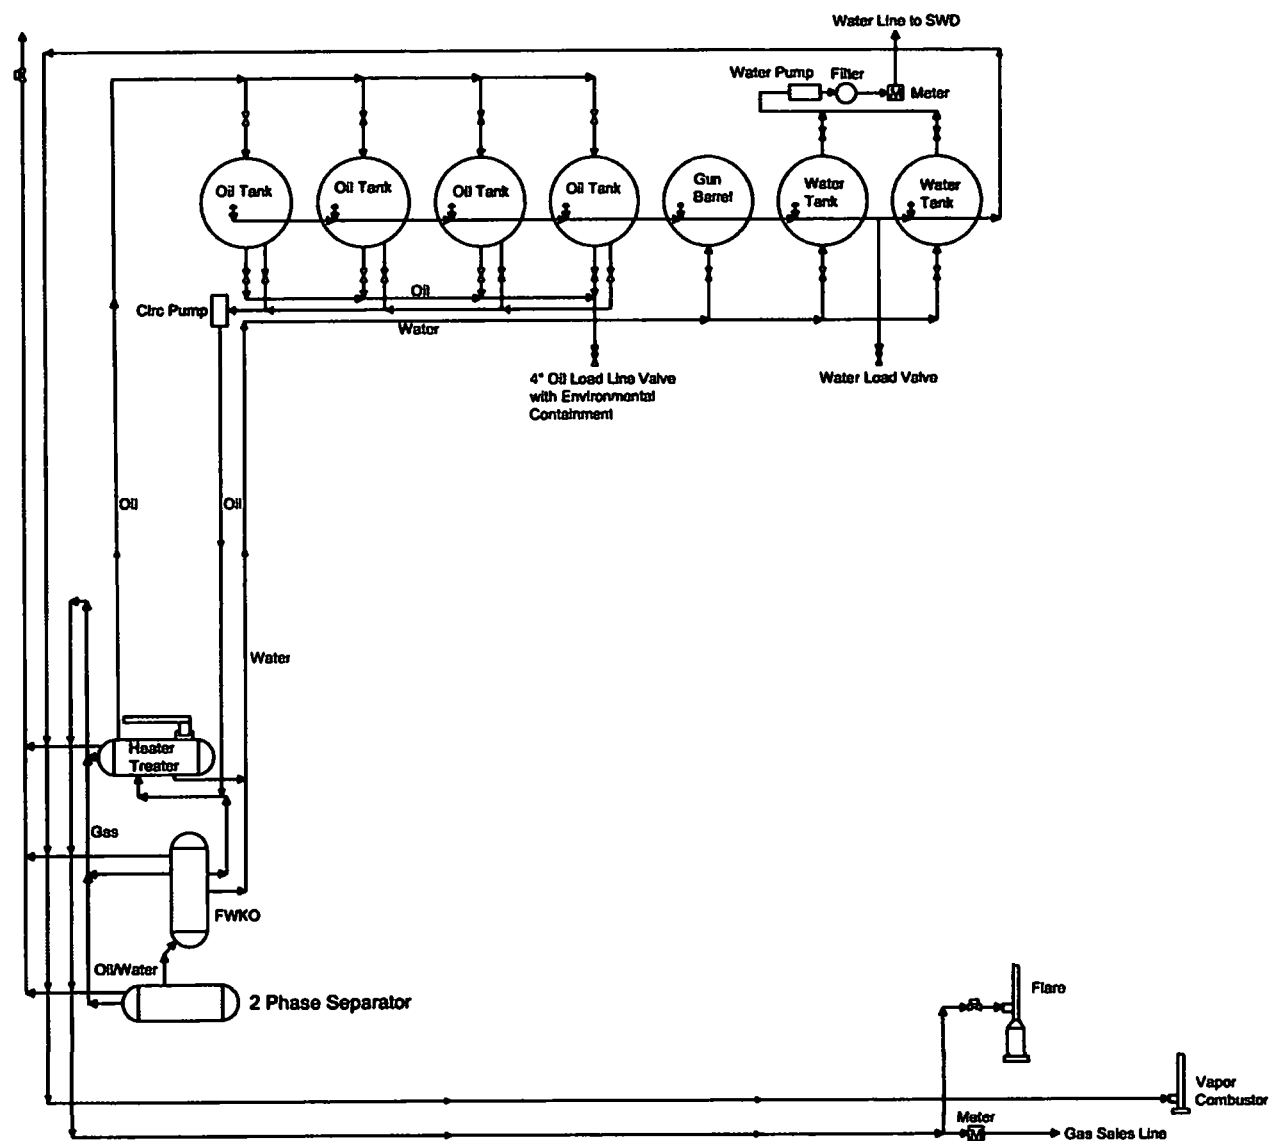 Water Line to SWD
Water Pump
Filter
Meter
Oil Tank
Oil Tank
Oil Tank
Oil Tank
Gun
Barrel
Water
Tank
Water
Tank
M
Oil
Circ Pump
Water
4" Oil Load Line Valve
with Environmental
Containment
Water Load Valve
Oil
Oil
Water
Heater
Treater
Gas
FWKO
Oil/Water
2 Phase Separator
Flare
Vapor
Combustor
Meter
M
Gas Sales Line